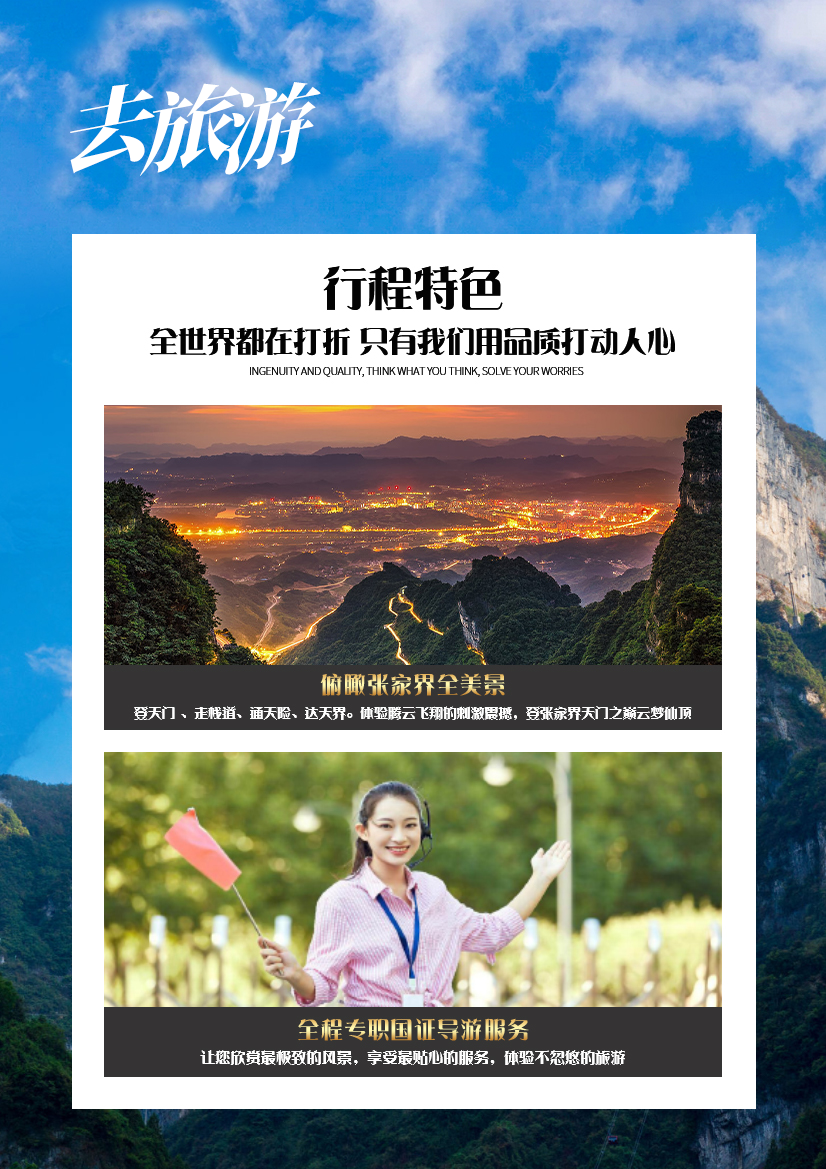 去旅游
行程特色
全世界都在打折 只有我们用品质打动人心
INGENUITY AND QUALITY, THINK WHAT YOU THINK, SOLVE YOUR WORRIES
俯瞰张家界全美景
登天门 、走栈道、通天险、达天界。体验腾云飞翔的刺激震撼，登张家界天门之巅云梦仙顶
全程专职国证导游服务
让您欣赏最极致的风景，享受最贴心的服务，体验不忽悠的旅游